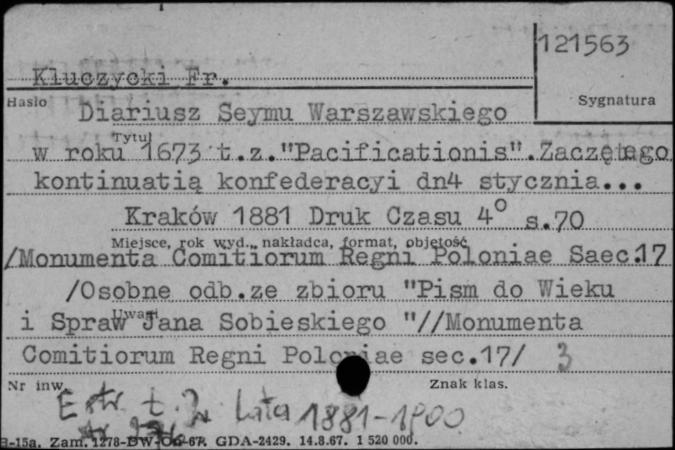 121563
Kluczycki Fr.
Hasło
Sygnatura
Diariusz Seymu Warszawskiego
Tytuł
w roku 1673 t.z."Pacificationis".Zaczętego
kontinuatią konfederacyi dn4 stycznia...
Kraków 1881 Druk Czasu 4° s.70
Miejsce, rok wyd., nakładca, format, objętość
/Monumenta Comitiorum Regni Poloniae Saec.17
/Osobne odb.ze zbioru "Pism do Wieku
Uwagi
i Spraw Jana Sobieskiego "//Monumenta
Comitiorum Regni Poloniae sec.17/ 3
Nr inw.
Znak klas.
Estr. t. 2 Lata 1881-1900
B-15a. Zam. 1278-DW-Od-67. GDA-2429. 14.8.67. 1 520 000.